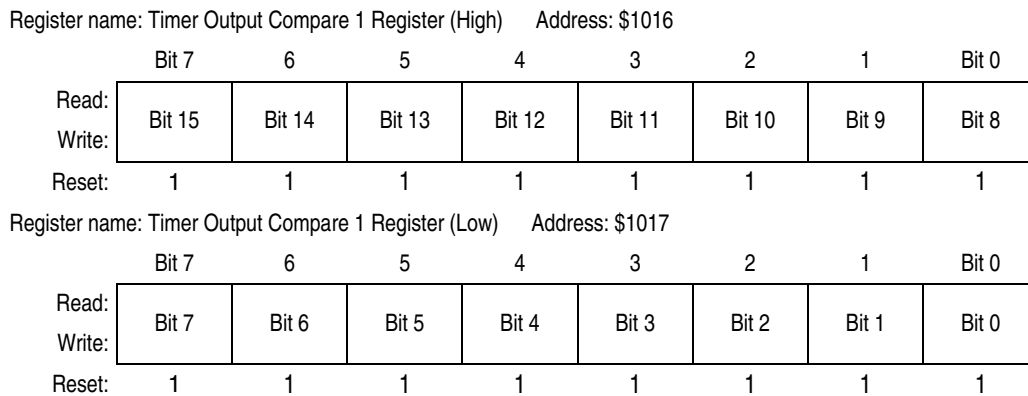 Register name: Timer Output Compare 1 Register (High) Address: $1016
Bit 7 6 5 4 3 2 1 Bit 0
Read:
Bit 15 Bit 14 Bit 13 Bit 12 Bit 11 Bit 10 Bit 9 Bit 8
Write:
Reset: 1 1 1 1 1 1 1 1
Register name: Timer Output Compare 1 Register (Low) Address: $1017
Bit 7 6 5 4 3 2 1 Bit 0
Read:
Bit 7 Bit 6 Bit 5 Bit 4 Bit 3 Bit 2 Bit 1 Bit 0
Write:
Reset: 1 1 1 1 1 1 1 1